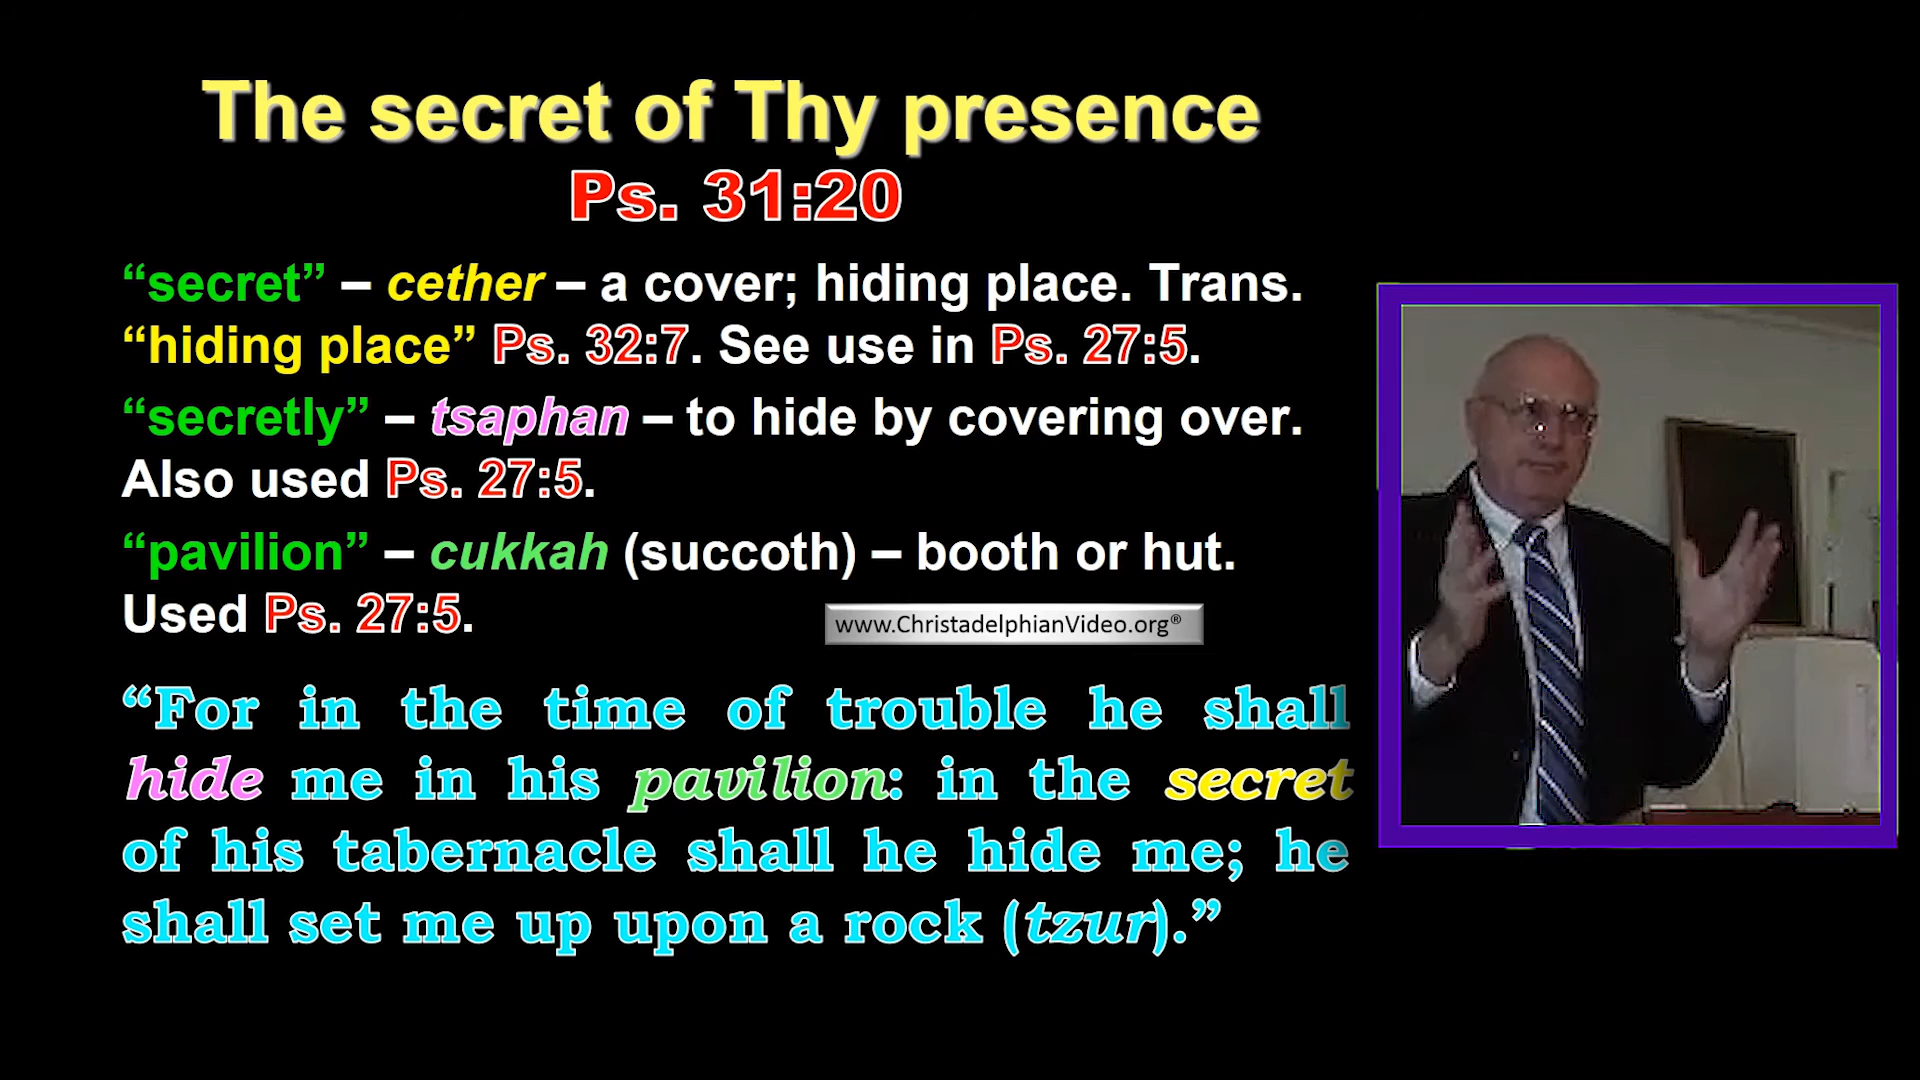 The secret of Thy presence
Ps. 31:20
“secret” – cether – a cover; hiding place. Trans.
“hiding place” Ps. 32:7. See use in Ps. 27:5.
“secretly” – tsaphan – to hide by covering over.
Also used Ps. 27:5.
“pavilion” – cukkah (succoth) – booth or hut.
Used Ps. 27:5.
www.ChristadelphianVideo.org®
“For in the time of trouble he shall
hide me in his pavilion: in the secret
of his tabernacle shall he hide me; he
shall set me up upon a rock (tzur).”